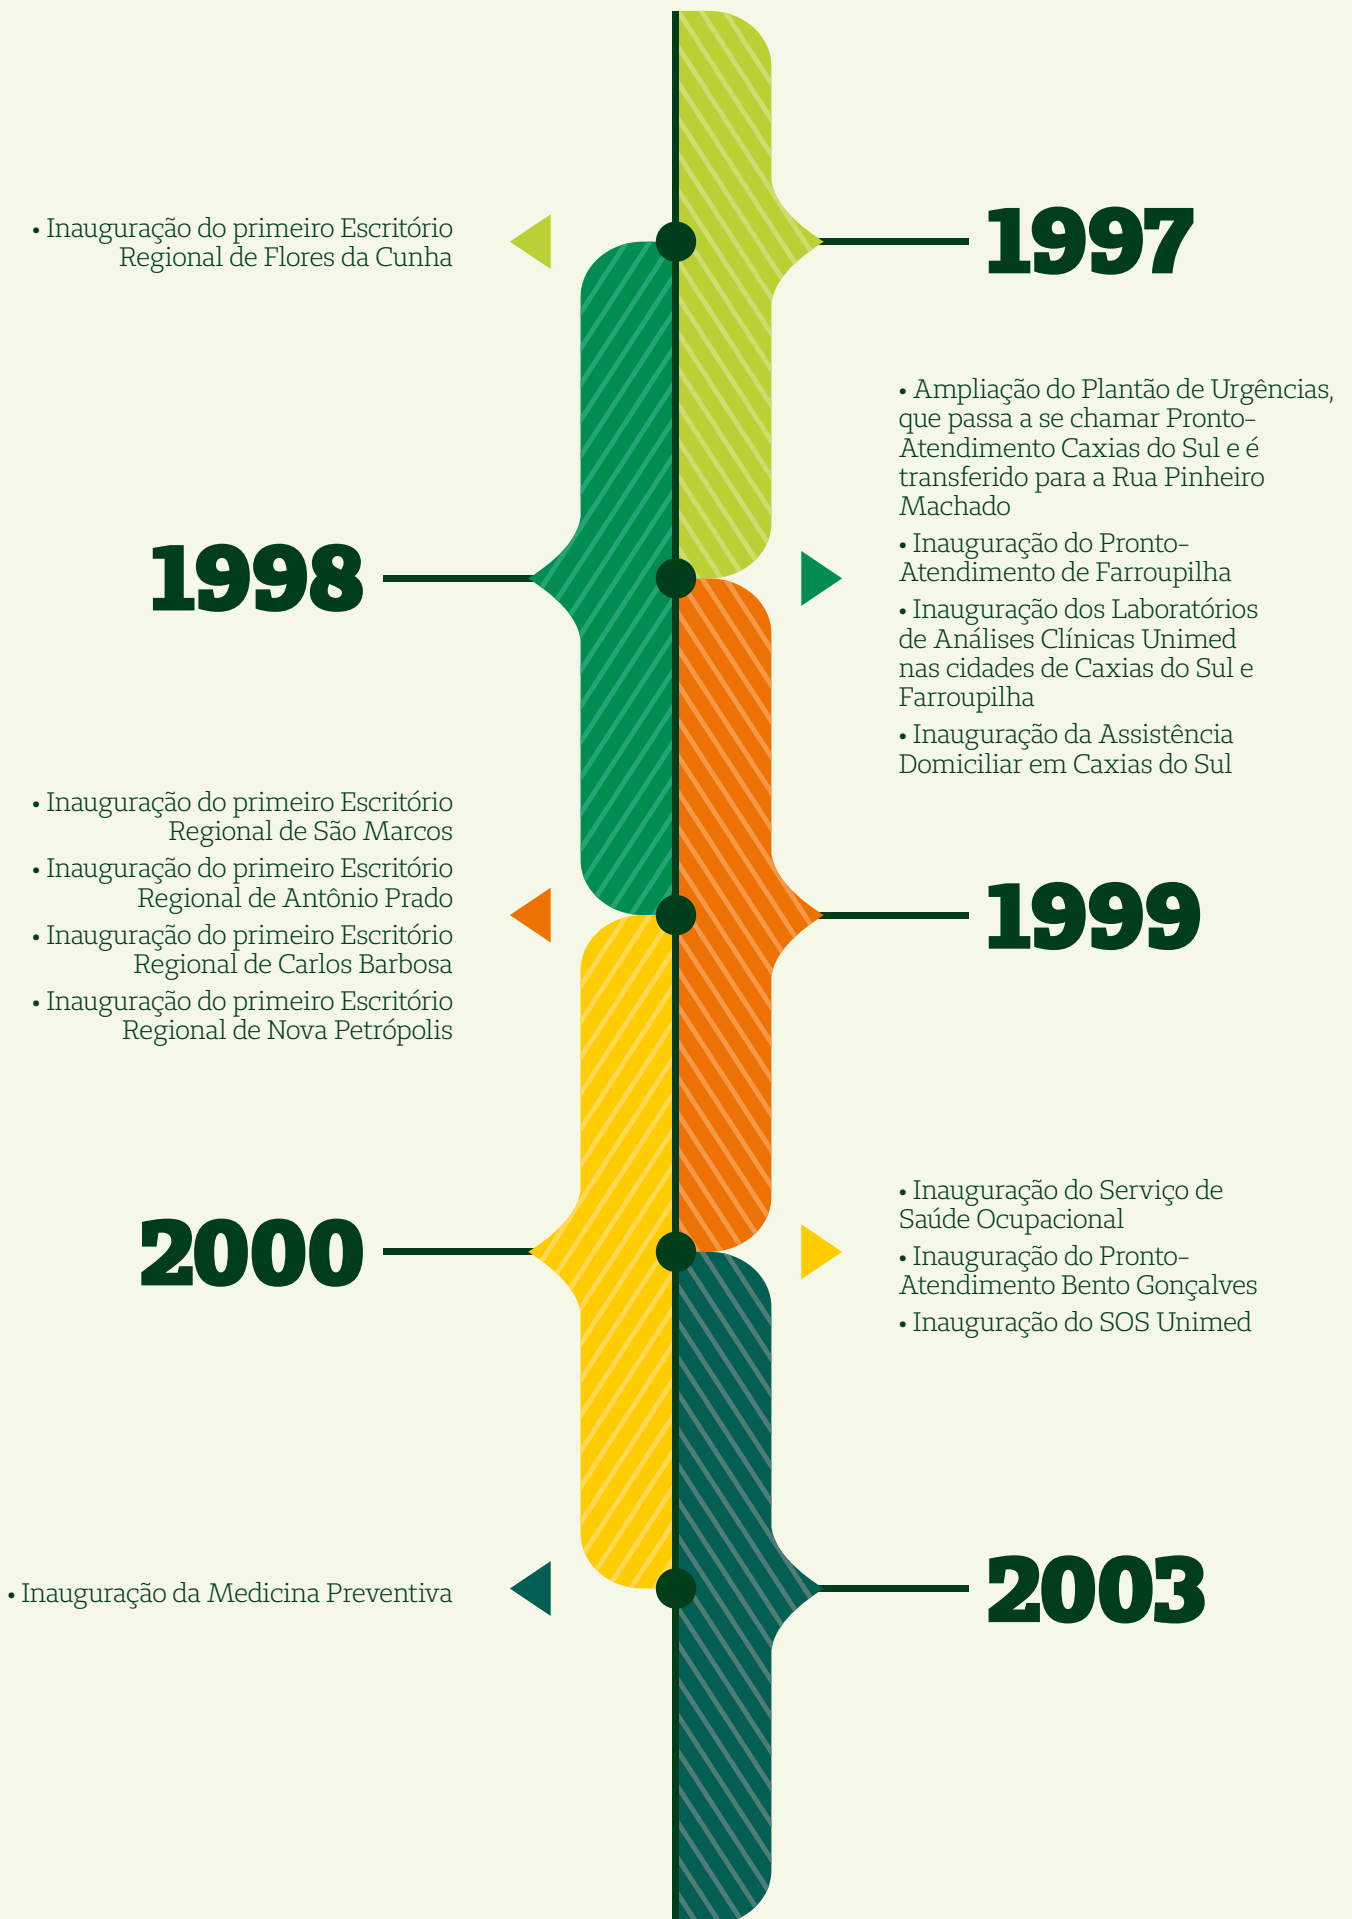 1997
• Inauguração do primeiro Escritório
Regional de Flores da Cunha
1998
• Ampliação do Plantão de Urgências,
que passa a se chamar Pronto-
Atendimento Caxias do Sul e é
transferido para a Rua Pinheiro
Machado
• Inauguração do Pronto-
Atendimento de Farroupilha
• Inauguração dos Laboratórios
de Análises Clínicas Unimed
nas cidades de Caxias do Sul e
Farroupilha
• Inauguração da Assistência
Domiciliar em Caxias do Sul
1999
• Inauguração do primeiro Escritório
Regional de São Marcos
• Inauguração do primeiro Escritório
Regional de Antônio Prado
• Inauguração do primeiro Escritório
Regional de Carlos Barbosa
• Inauguração do primeiro Escritório
Regional de Nova Petrópolis
2000
• Inauguração do Serviço de
Saúde Ocupacional
• Inauguração do Pronto-
Atendimento Bento Gonçalves
• Inauguração do SOS Unimed
2003
• Inauguração da Medicina Preventiva